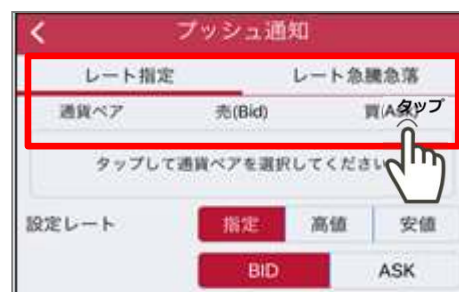 プッシュ通知
レート指定 レート急騰急落
通貨ペア 売(Bid) 買(ASK)
タップ
タップして通貨ペアを選択してください
設定レート 指定 高値 安値
BID ASK